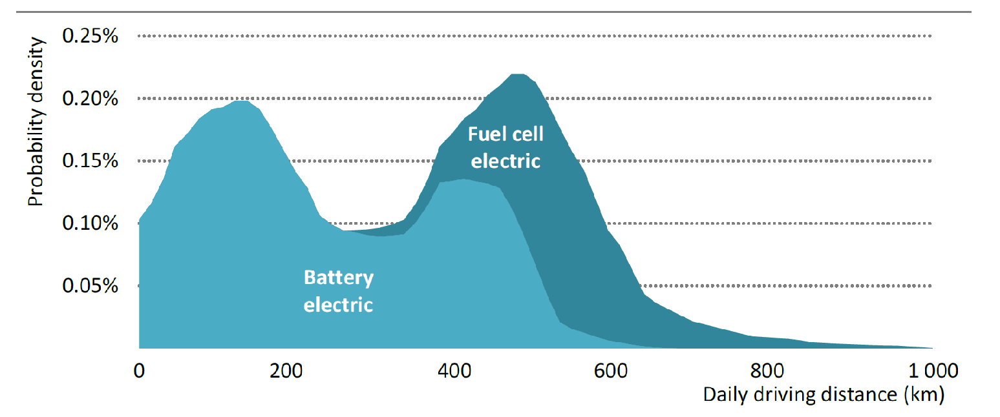 Probability density
0.25%
0.20%
0.15%
0.10%
0.05%
Fuel cell
electric
Battery
electric
0 200 400 600 800 1 000
Daily driving distance (km)